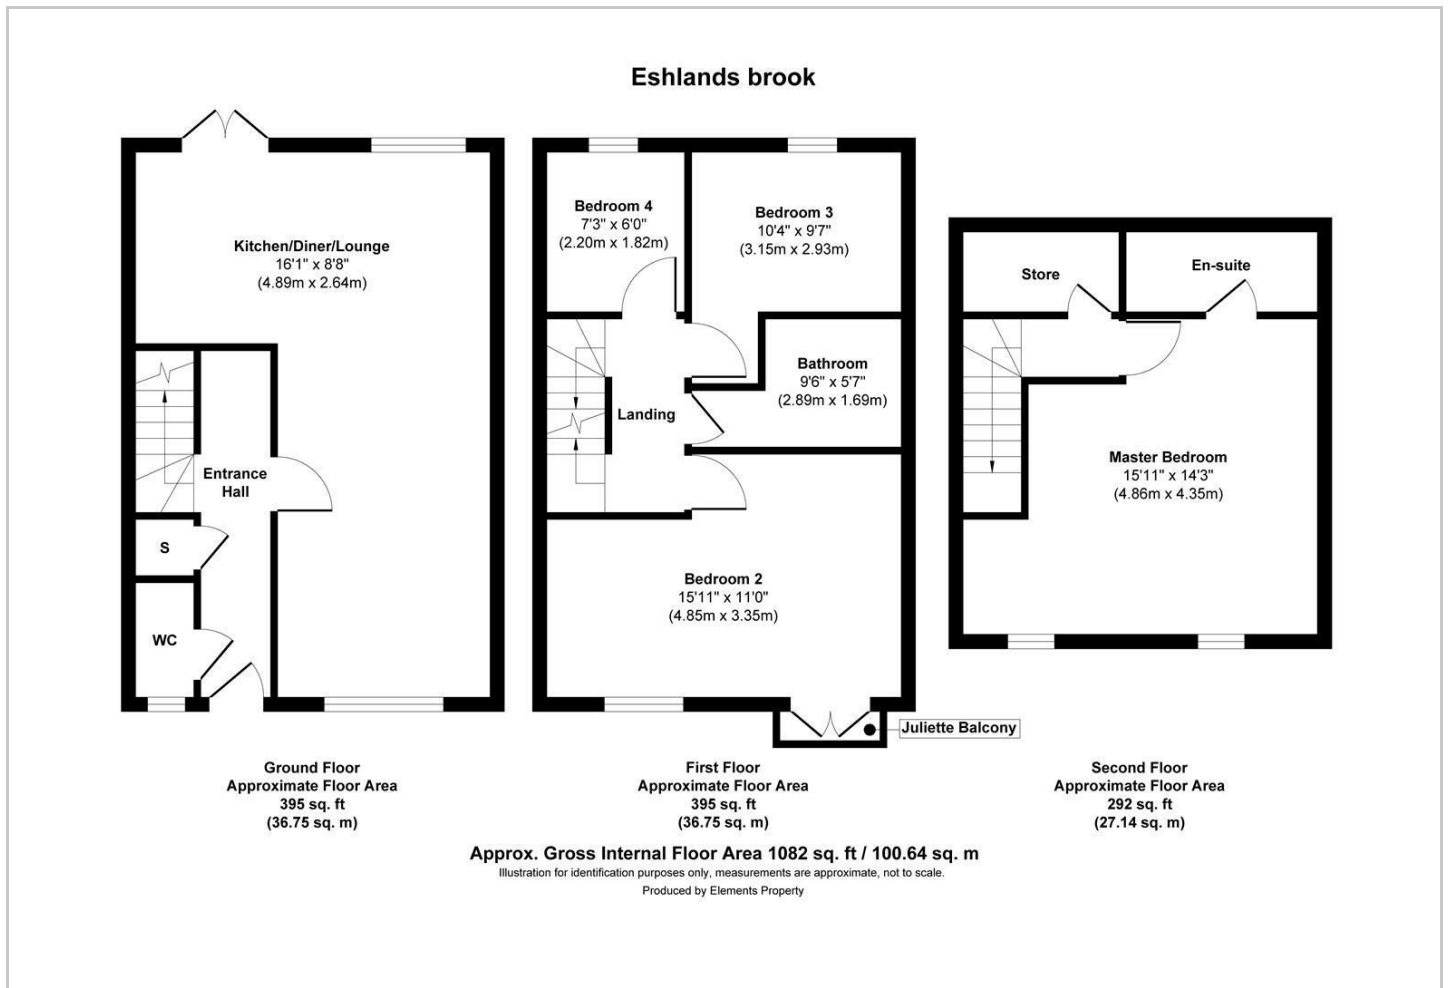 Eshlands brook
Kitchen/Diner/Lounge
16'1" x 8'8"
(4.89m x 2.64m)
Entrance
Hall
S
WC
Ground Floor
Approximate Floor Area
395 sq. ft
(36.75 sq. m)
Bedroom 4
7'3" x 6'0"
(2.20m x 1.82m)
Bedroom 3
10'4" x 9'7"
(3.15m x 2.93m)
Bathroom
9'6" x 5'7"
(2.89m x 1.69m)
Landing
Bedroom 2
15'11" x 11'0"
(4.85m x 3.35m)
Juliette Balcony
First Floor
Approximate Floor Area
395 sq. ft
(36.75 sq. m)
Store
En-suite
Master Bedroom
15'11" x 14'3"
(4.86m x 4.35m)
Second Floor
Approximate Floor Area
292 sq. ft
(27.14 sq. m)
Approx. Gross Internal Floor Area 1082 sq. ft / 100.64 sq. m
Illustration for identification purposes only, measurements are approximate, not to scale.
Produced by Elements Property